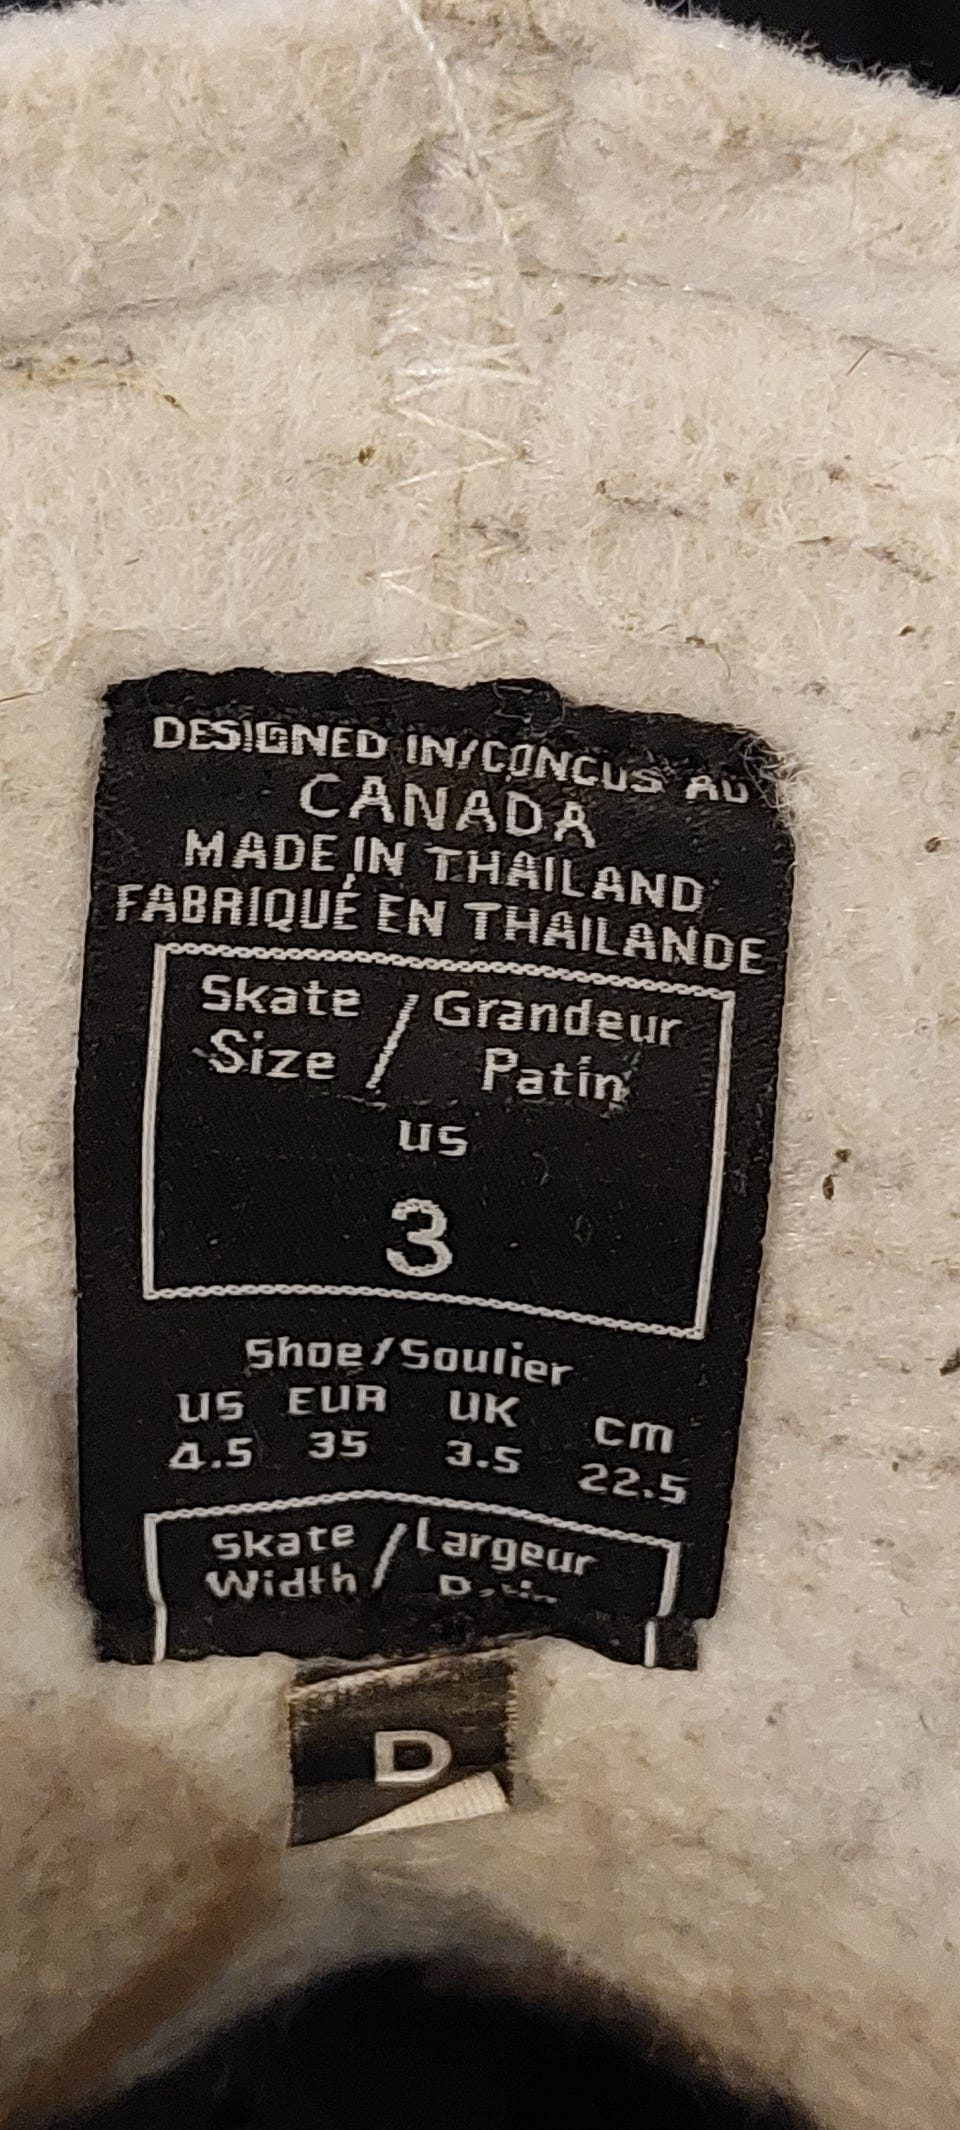 DESIGNED IN/CONCUS AU
CANADA
MADE IN THAILAND
FABRIQUÉ EN THAILANDE
Skate / Grandeur
Size Patin
US
3
Shoe/Soulier
US EUR UK cm
4.5 35 3.5 22.5
Skate / Largeur
Width
D